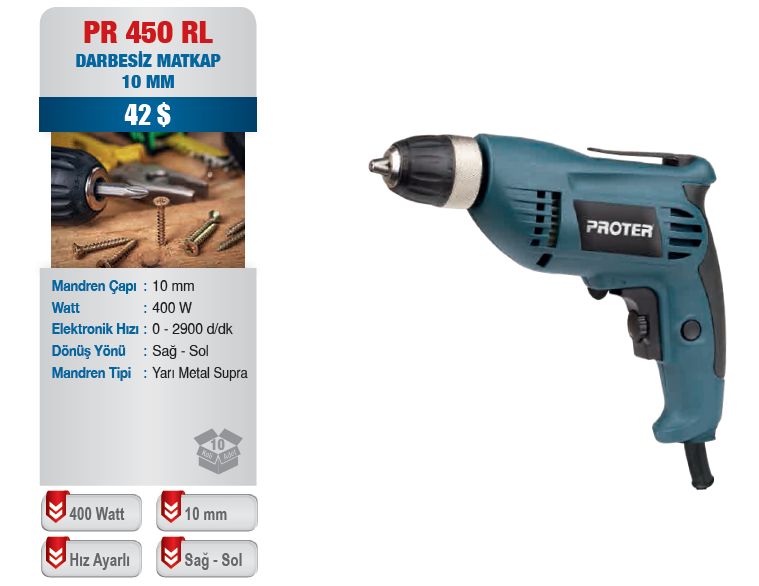 PR 450 RL
DARBESİZ MATKAP
10 MM
42 $
Mandren Çapı : 10 mm
Watt : 400 W
Elektronik Hızı : 0 - 2900 d/dk
Dönüş Yönü : Sağ - Sol
Mandren Tipi : Yarı Metal Supra
10
Koli Adet
400 Watt
10 mm
Hız Ayarlı
Sağ - Sol
PROTER